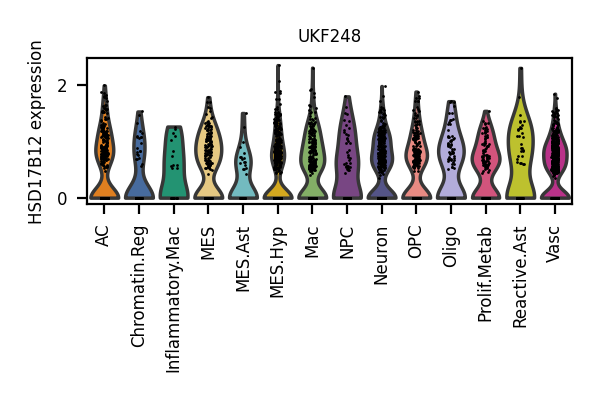 UKF248
HSD17B12 expression
2
0
AC
Chromatin.Reg
Inflammatory.Mac
MES
MES.Ast
MES.Hyp
Mac
NPC
Neuron
OPC
Oligo
Prolif.Metab
Reactive.Ast
Vasc